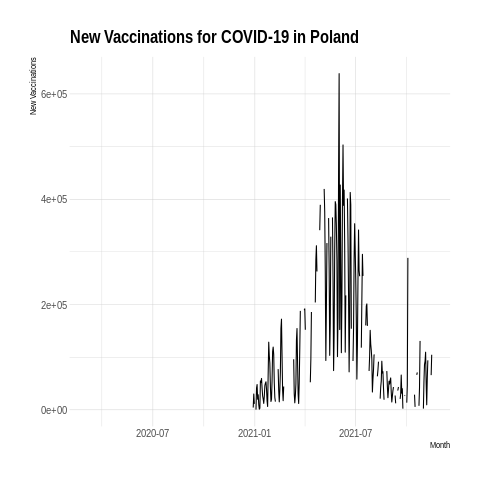 New Vaccinations for COVID-19 in Poland
New Vaccinations
6e+05
4e+05
2e+05
0e+00
2020-07
2021-01
2021-07
Month